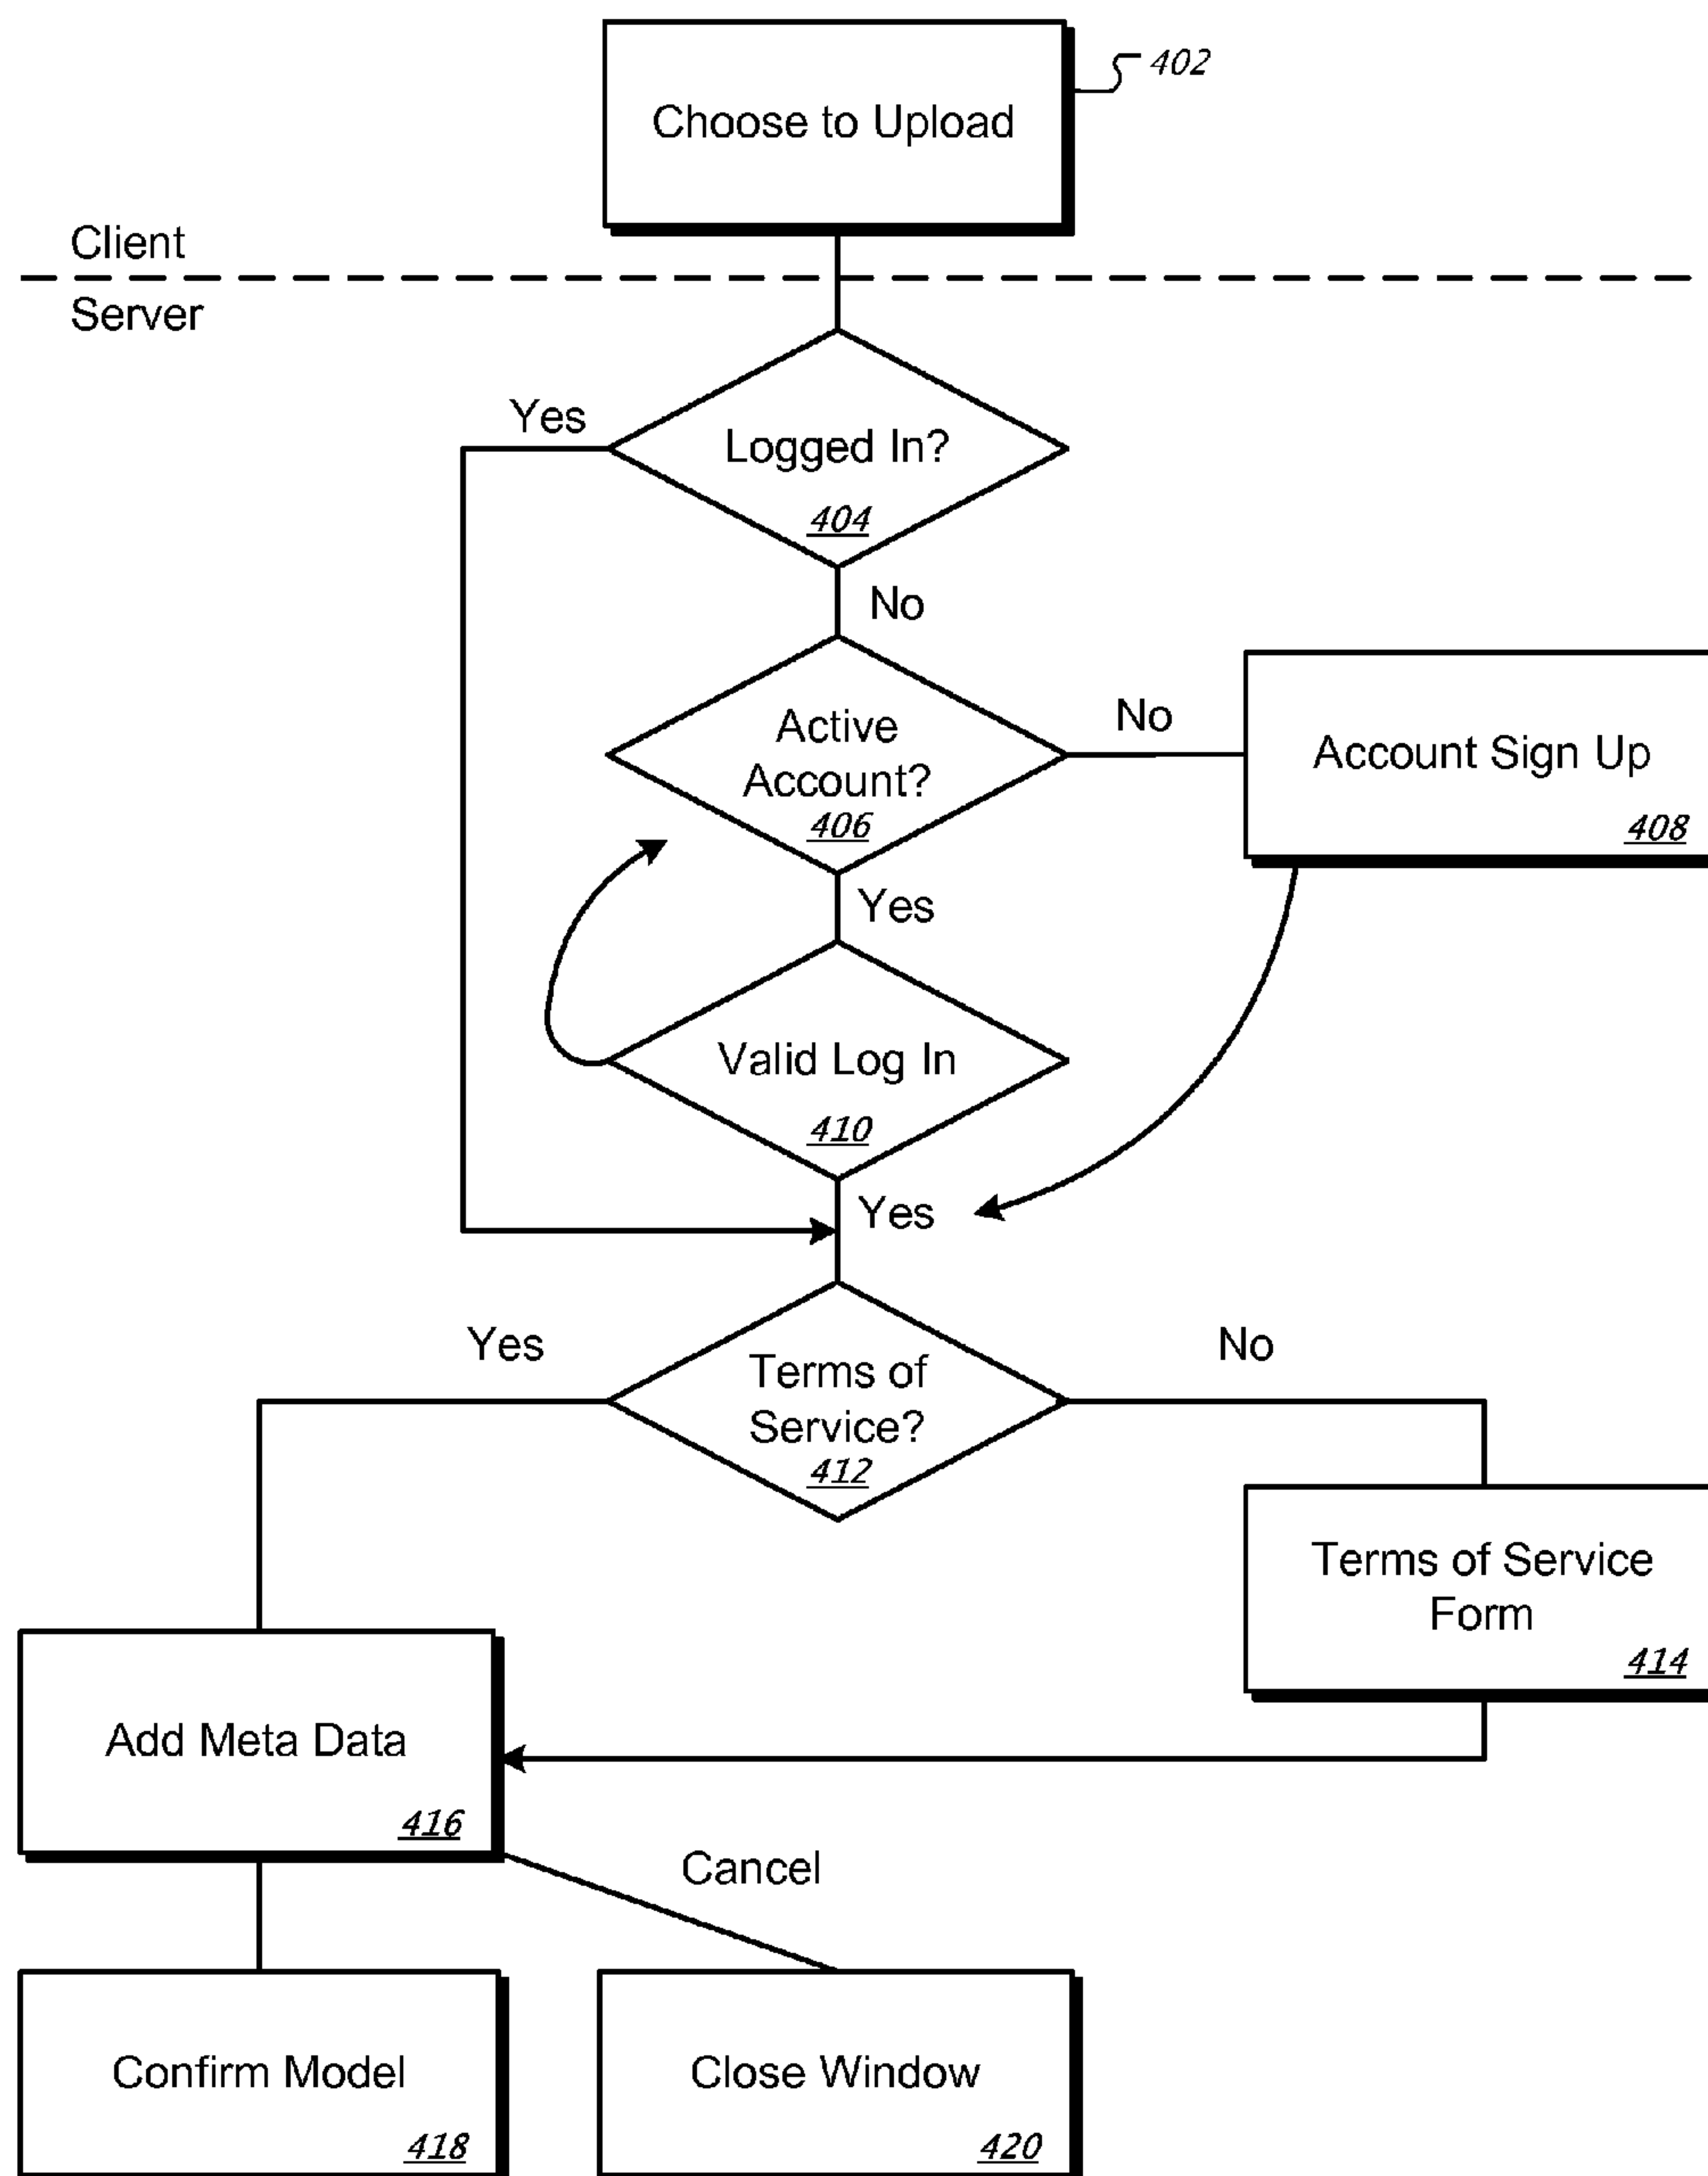 402
Choose to Upload
Client
Server
Yes
Logged In?
404
No
Active
Account?
406
No
Account Sign Up
408
Yes
Valid Log In
410
Yes
Yes
Terms of
Service?
412
No
Terms of Service
Form
414
Add Meta Data
416
Cancel
Confirm Model
418
Close Window
420